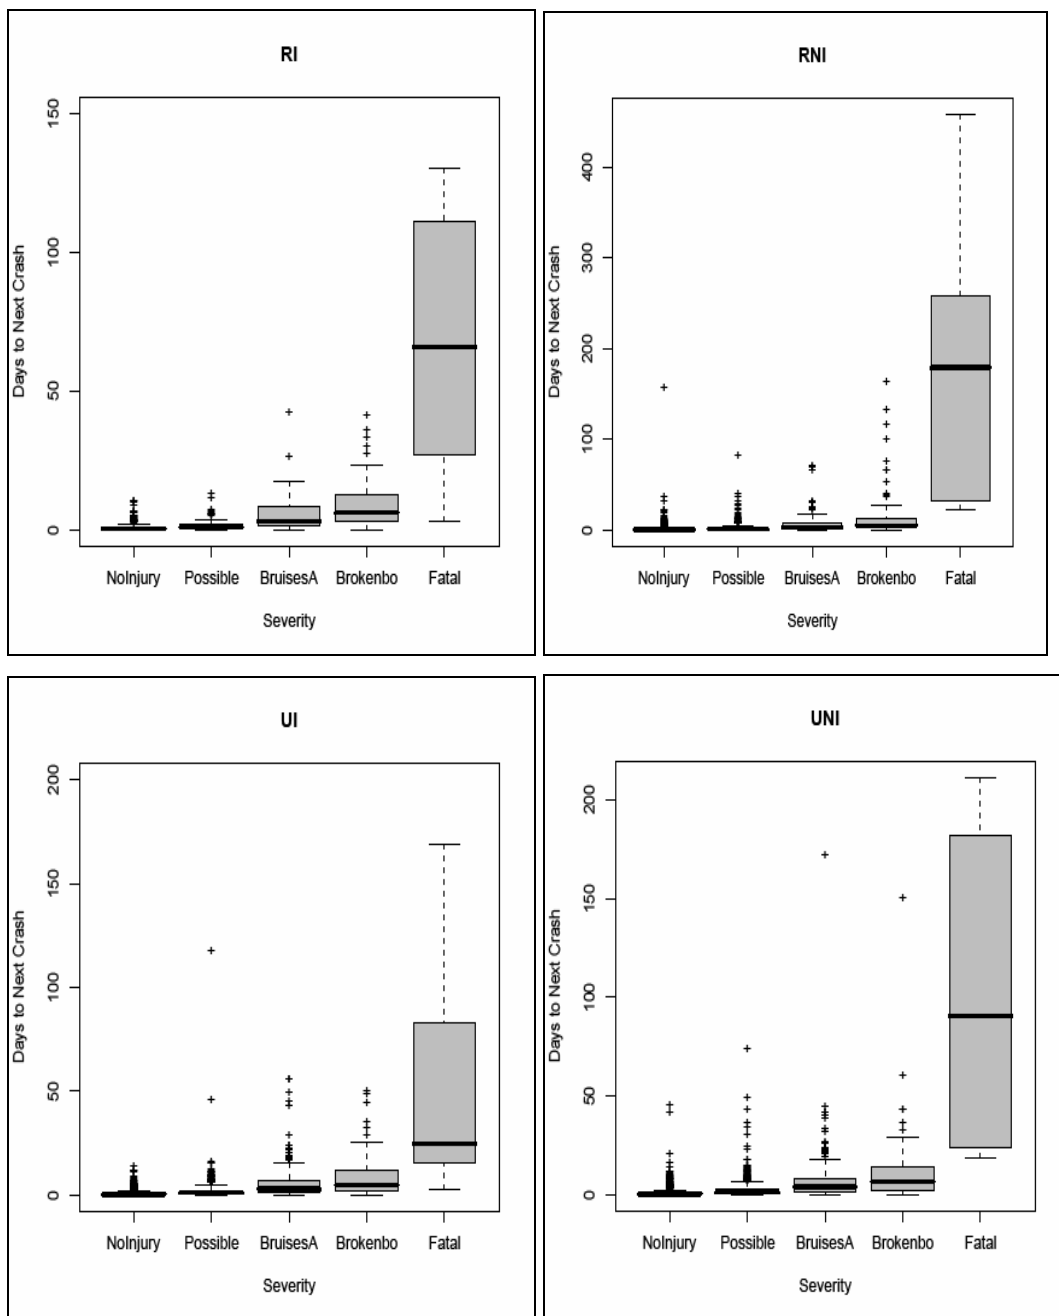 RI
150
100
50
0
Days to Next Crash
NoInjury Possible BruisesA Brokenbo Fatal
Severity
RNI
400
300
200
100
0
Days to Next Crash
NoInjury Possible BruisesA Brokenbo Fatal
Severity
UI
200
150
100
50
0
Days to Next Crash
NoInjury Possible BruisesA Brokenbo Fatal
Severity
UNI
200
150
100
50
0
Days to Next Crash
NoInjury Possible BruisesA Brokenbo Fatal
Severity